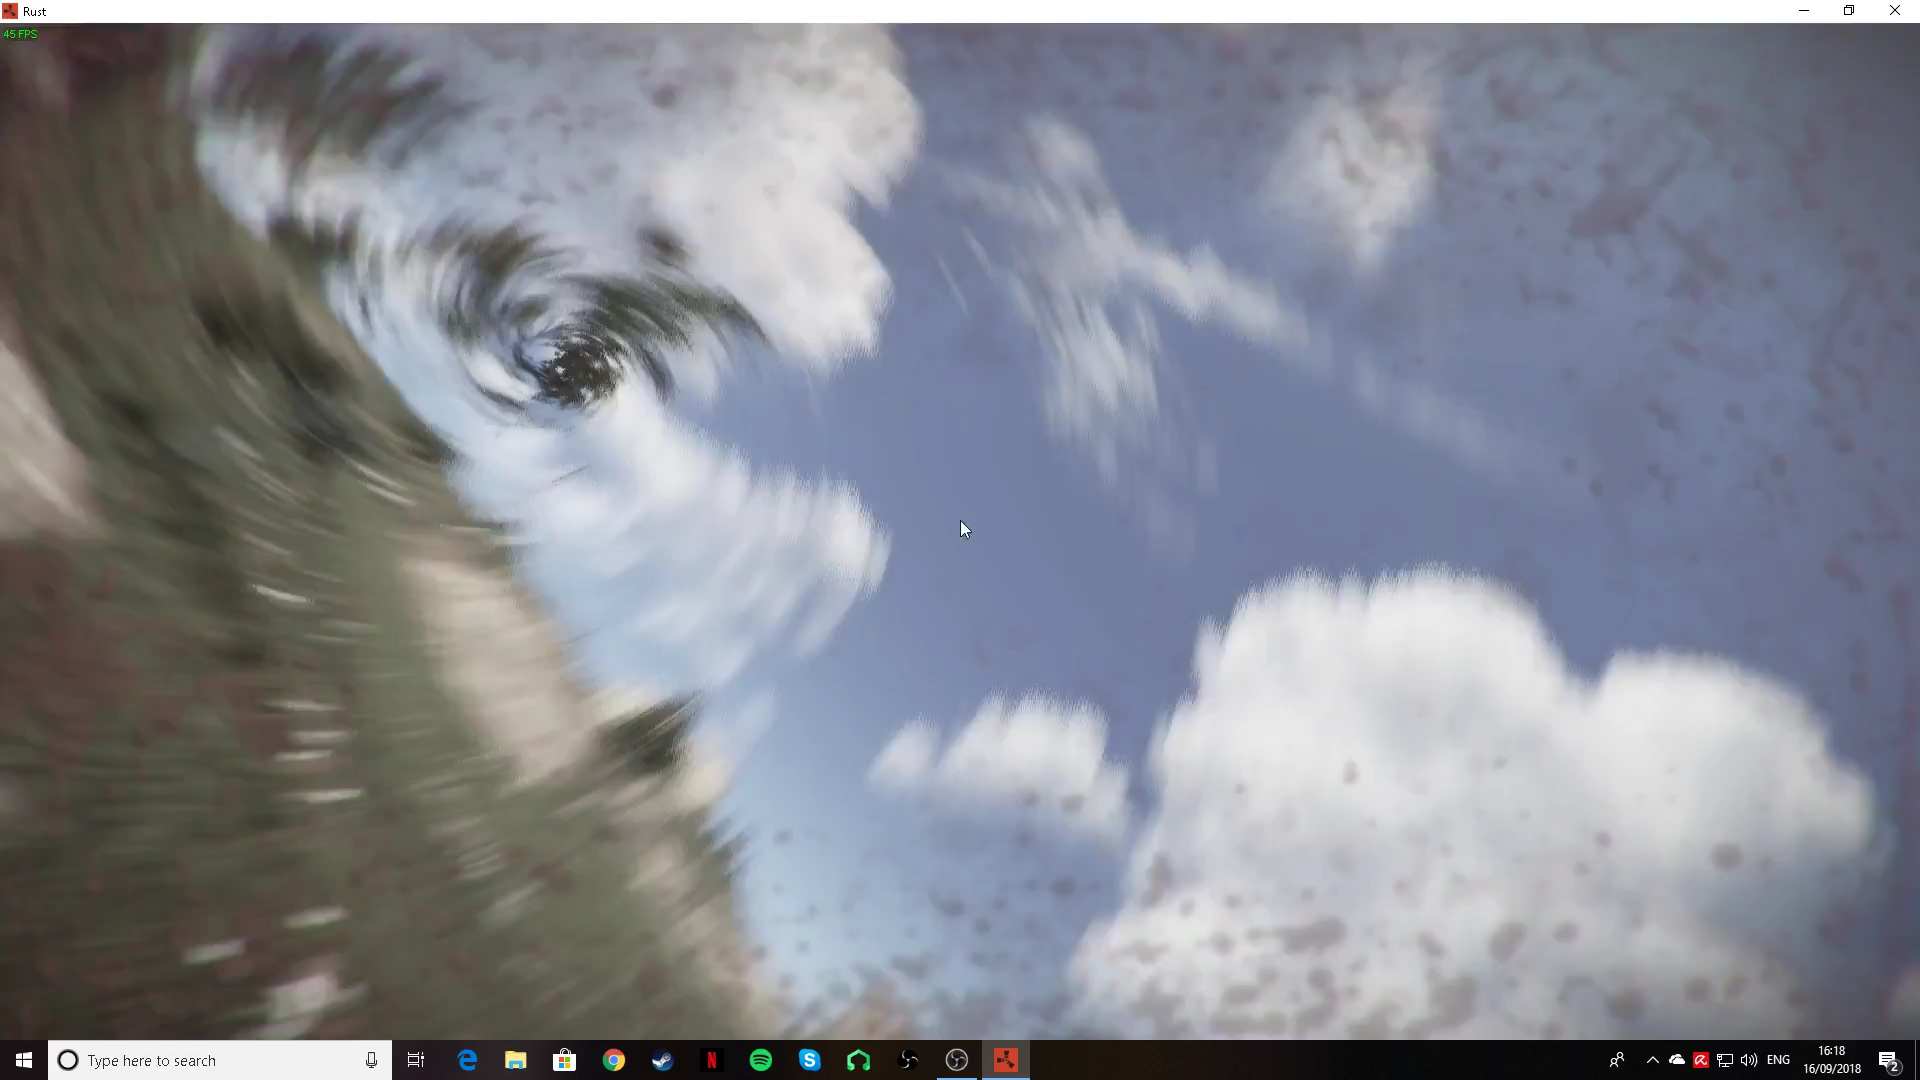 Rust
45 FPS
Type here to search
N
ENG
16:18
16/09/2018
2